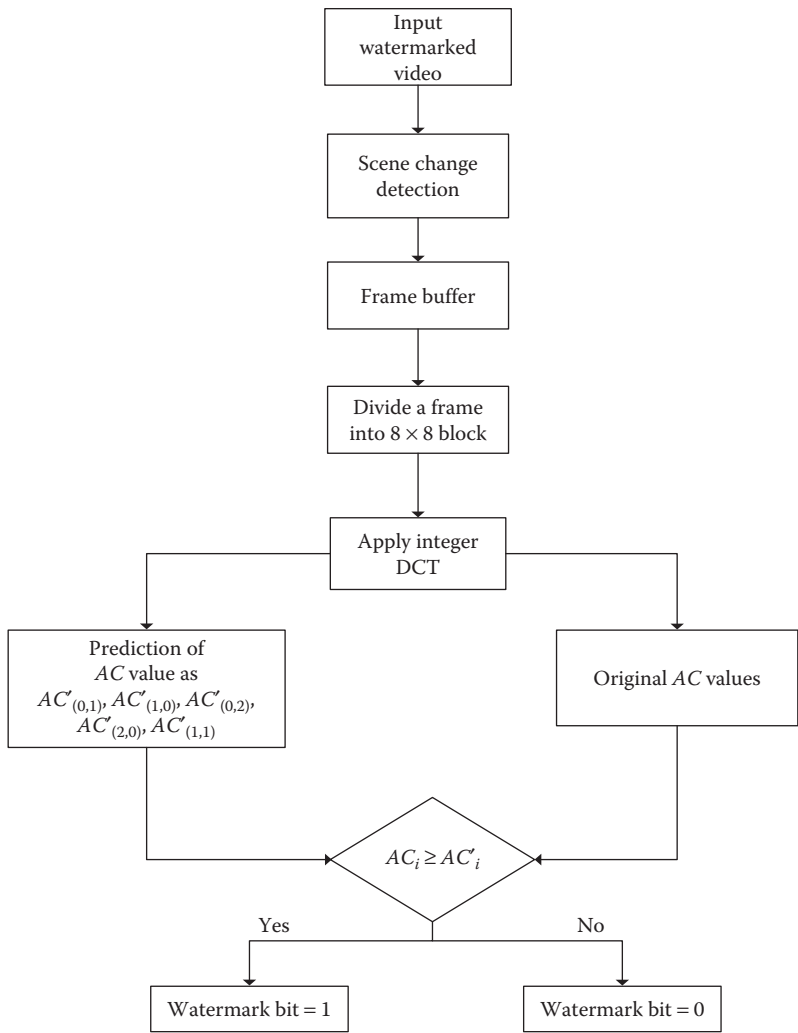 Input
watermarked
video
Scene change
detection
Frame buffer
Divide a frame
into 8 × 8 block
Apply integer
DCT
Prediction of
AC value as
AC′(0,1), AC′(1,0), AC′(0,2),
AC′(2,0), AC′(1,1)
Original AC values
ACi ≥ AC′i
Yes
No
Watermark bit = 1
Watermark bit = 0